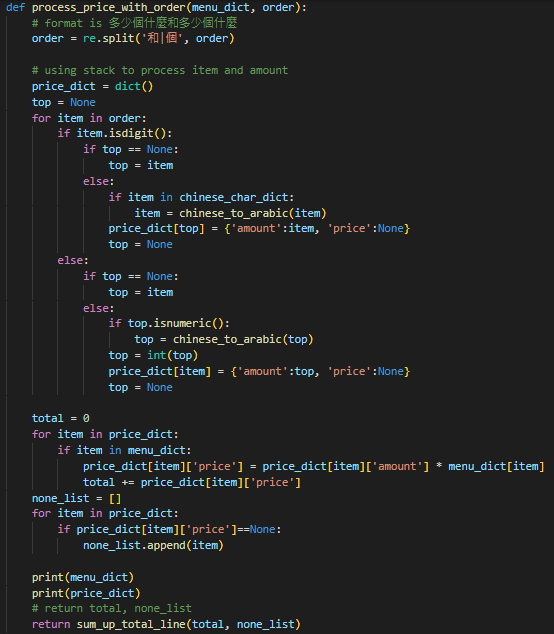 def process_price_with_order(menu_dict, order):
    # format is 多少個什麼和多少個什麼
    order = re.split('和|個', order)

    # using stack to process item and amount
    price_dict = dict()
    top = None
    for item in order:
        if item.isdigit():
            if top == None:
                top = item
            else:
                if item in chinese_char_dict:
                    item = chinese_to_arabic(item)
                price_dict[top] = {'amount':item, 'price':None}
                top = None
        else:
            if top == None:
                top = item
            else:
                if top.isnumeric():
                    top = chinese_to_arabic(top)
                top = int(top)
                price_dict[item] = {'amount':top, 'price':None}
                top = None

    total = 0
    for item in price_dict:
        if item in menu_dict:
            price_dict[item]['price'] = price_dict[item]['amount'] * menu_dict[item]
            total += price_dict[item]['price']
    none_list = []
    for item in price_dict:
        if price_dict[item]['price']==None:
            none_list.append(item)

    print(menu_dict)
    print(price_dict)
    # return total, none_list
    return sum_up_total_line(total, none_list)